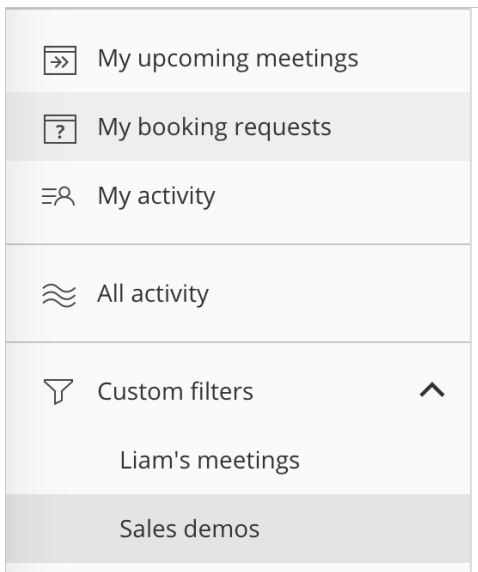 My upcoming meetings
? My booking requests
My activity
All activity
Custom filters
Liam's meetings
Sales demos